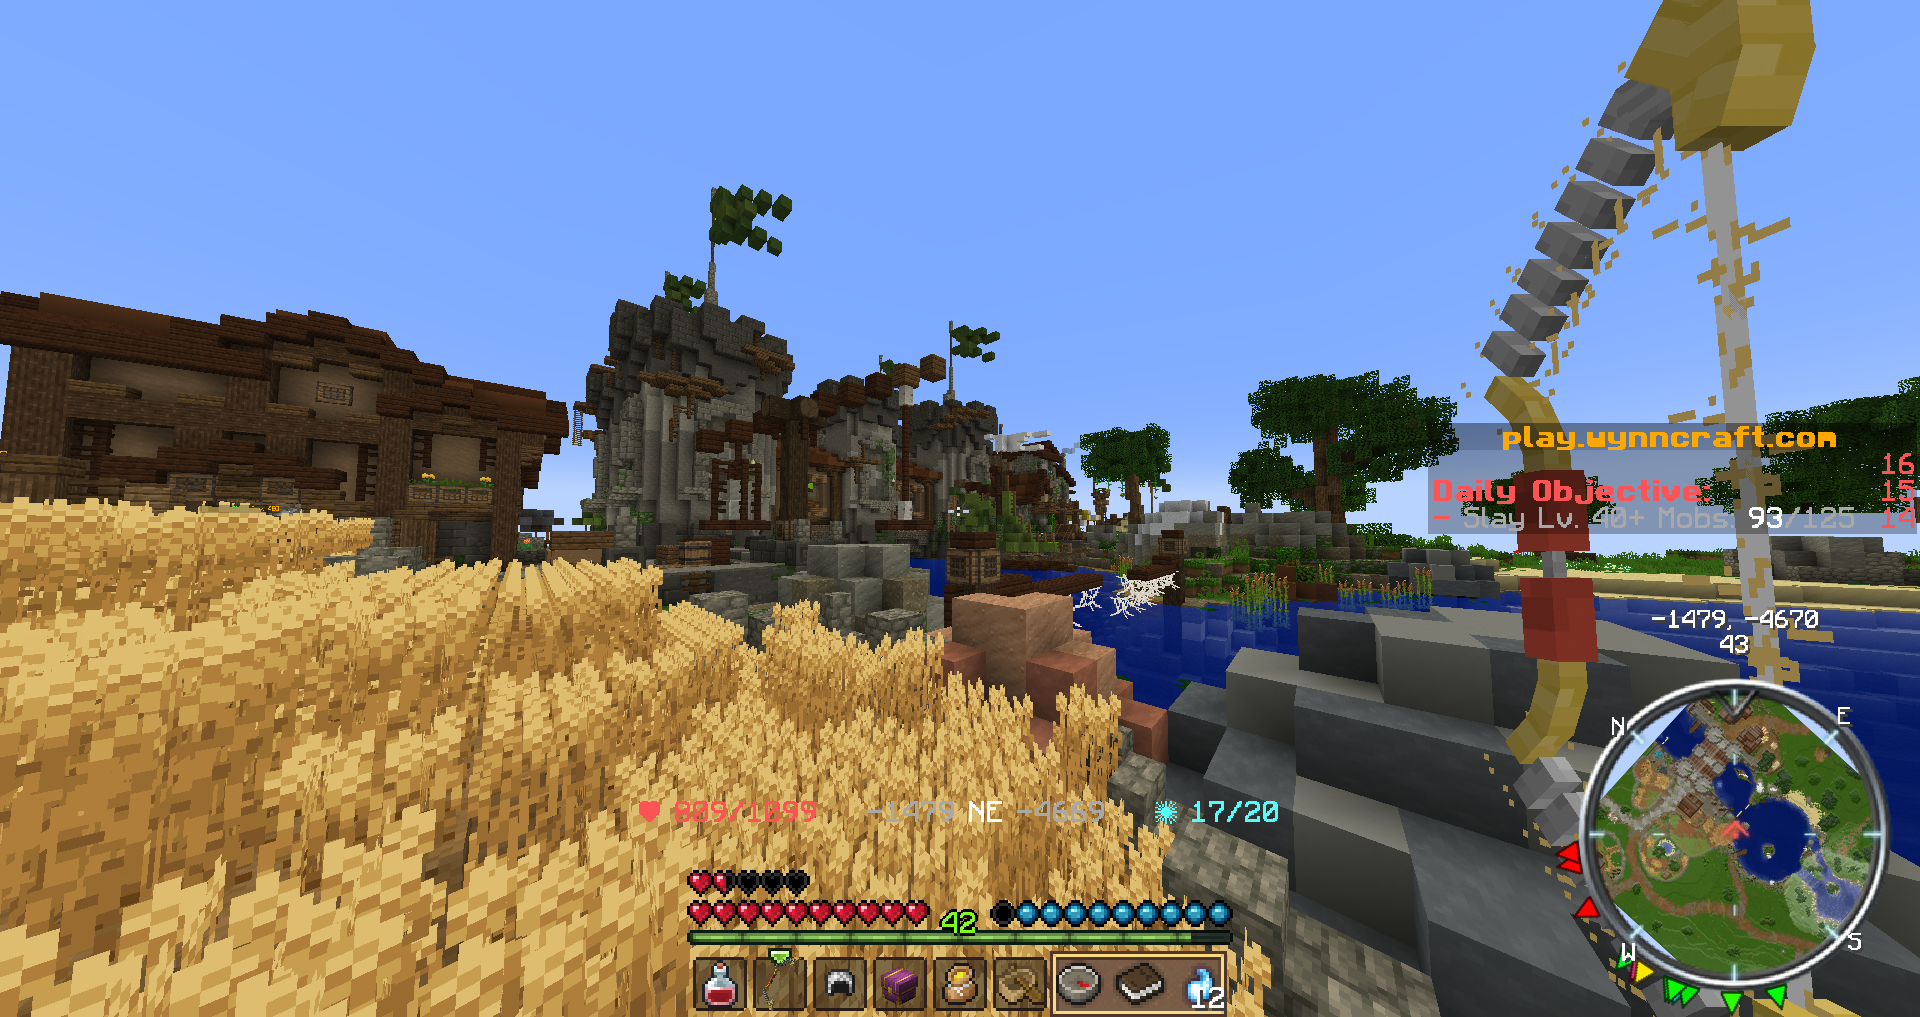 play.wynncraft.com
16
Daily Objective: 15
- Slay Lv. 40+ Mobs: 93/125 14
-1479, -4670
43
N E
809/1099 -1479 NE -4669 17/20
42
W S
12